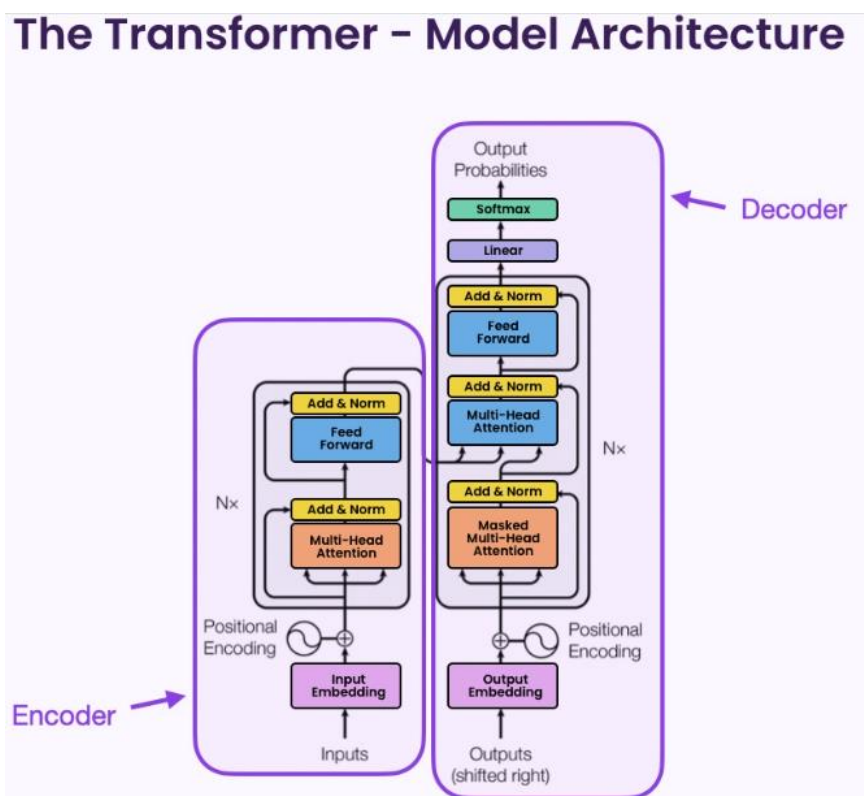 The Transformer - Model Architecture
Output
Probabilities
Softmax
Linear
Add & Norm
Feed
Forward
Add & Norm
Multi-Head
Attention
Nx
Add & Norm
Masked
Multi-Head
Attention
Positional
Encoding
Output
Embedding
Outputs
(shifted right)
Decoder
Add & Norm
Feed
Forward
Nx
Add & Norm
Multi-Head
Attention
Positional
Encoding
Input
Embedding
Inputs
Encoder